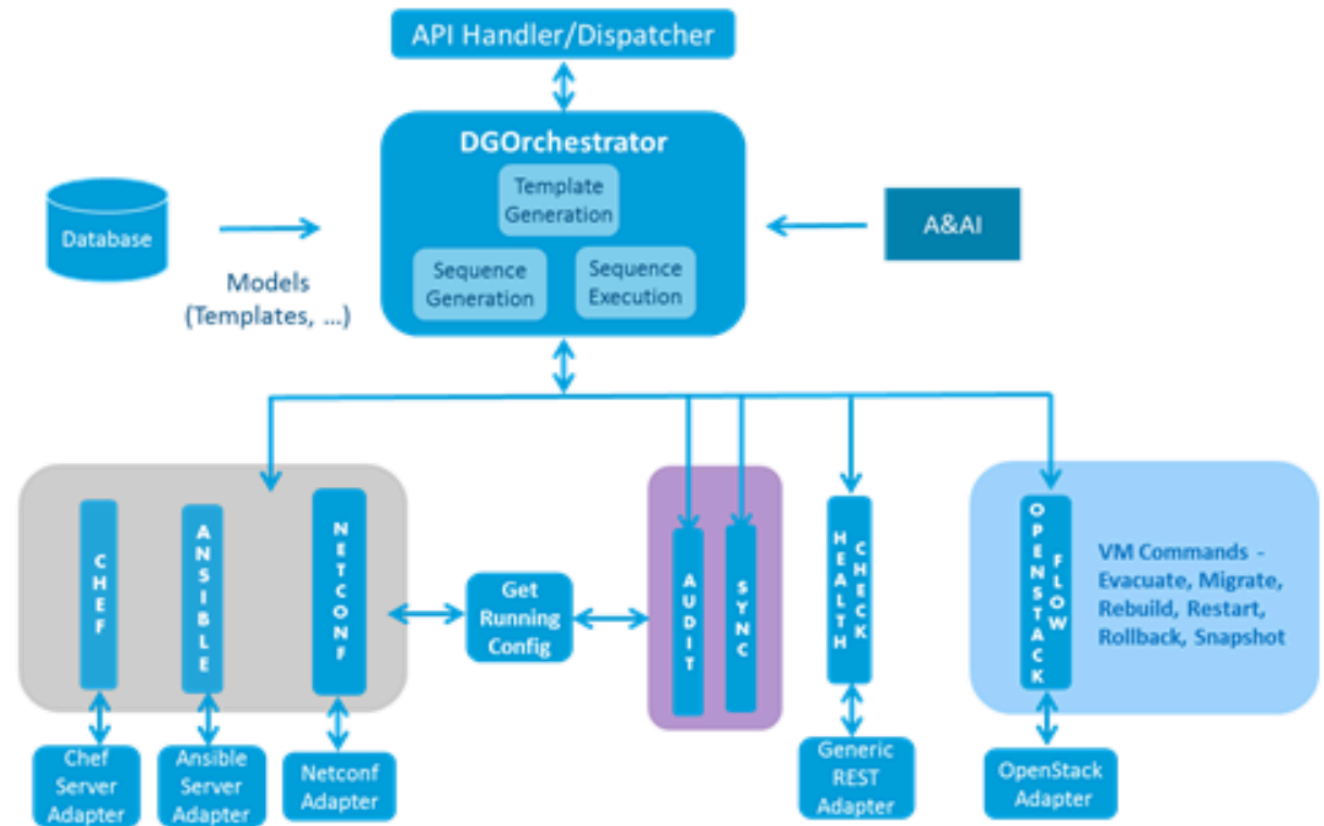 API Handler/Dispatcher
DGOrchestrator
Template
Generation
Sequence
Generation
Sequence
Execution
Database
Models
(Templates, ...)
A&AI
CHEF
ANSIBLE
NETCONF
Get
Running
Config
AUDIT
SYNC
HEALTH
CHECK
OPENSTACK
FLOW
VM Commands -
Evacuate, Migrate,
Rebuild, Restart,
Rollback, Snapshot
Chef
Server
Adapter
Ansible
Server
Adapter
Netconf
Adapter
Generic
REST
Adapter
OpenStack
Adapter